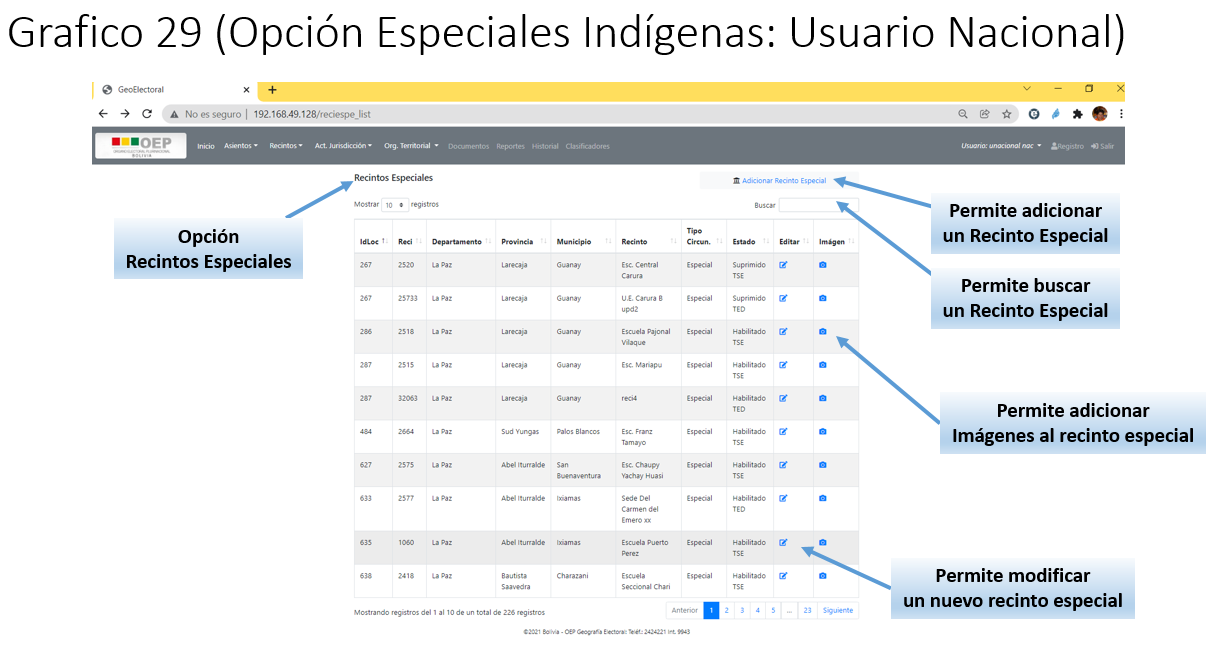 Grafico 29 (Opción Especiales Indígenas: Usuario Nacional)
GeoElectoral
No es seguro | 192.168.49.128/reciespe_list
OEP
ÓRGANO ELECTORAL PLURINACIONAL
BOLIVIA
Inicio Asientos Recintos Act. Jurisdicción Org. Territorial Documentos Reportes Historial Clasificadores
Usuario: unacional nac Registro Salir
Recintos Especiales
Adicionar Recinto Especial
Mostrar 10 registros
Buscar
IdLoc Reci Departamento Provincia Municipio Recinto Tipo Circun. Estado Editar Imágen
267 2520 La Paz Larecaja Guanay Esc. Central Carura Especial Suprimido TSE
267 25733 La Paz Larecaja Guanay U.E. Carura B upd2 Especial Suprimido TED
286 2518 La Paz Larecaja Guanay Escuela Pajonal Vilaque Especial Habilitado TSE
287 2515 La Paz Larecaja Guanay Esc. Mariapu Especial Habilitado TSE
287 32063 La Paz Larecaja Guanay reci4 Especial Habilitado TED
484 2664 La Paz Sud Yungas Palos Blancos Esc. Franz Tamayo Especial Habilitado TSE
627 2575 La Paz Abel Iturralde San Buenaventura Esc. Chaupy Yachay Huasi Especial Habilitado TSE
633 2577 La Paz Abel Iturralde Ixiamas Sede Del Carmen del Emero xx Especial Habilitado TED
635 1060 La Paz Abel Iturralde Ixiamas Escuela Puerto Perez Especial Habilitado TSE
638 2418 La Paz Bautista Saavedra Charazani Escuela Seccional Chari Especial Habilitado TSE
Mostrando registros del 1 al 10 de un total de 226 registros
Anterior 1 2 3 4 5 ... 23 Siguiente
©2021 Bolivia - OEP Geografía Electoral: Teléf.: 2424221 Int. 9943
Opción
Recintos Especiales
Permite adicionar
un Recinto Especial
Permite buscar
un Recinto Especial
Permite adicionar
Imágenes al recinto especial
Permite modificar
un nuevo recinto especial